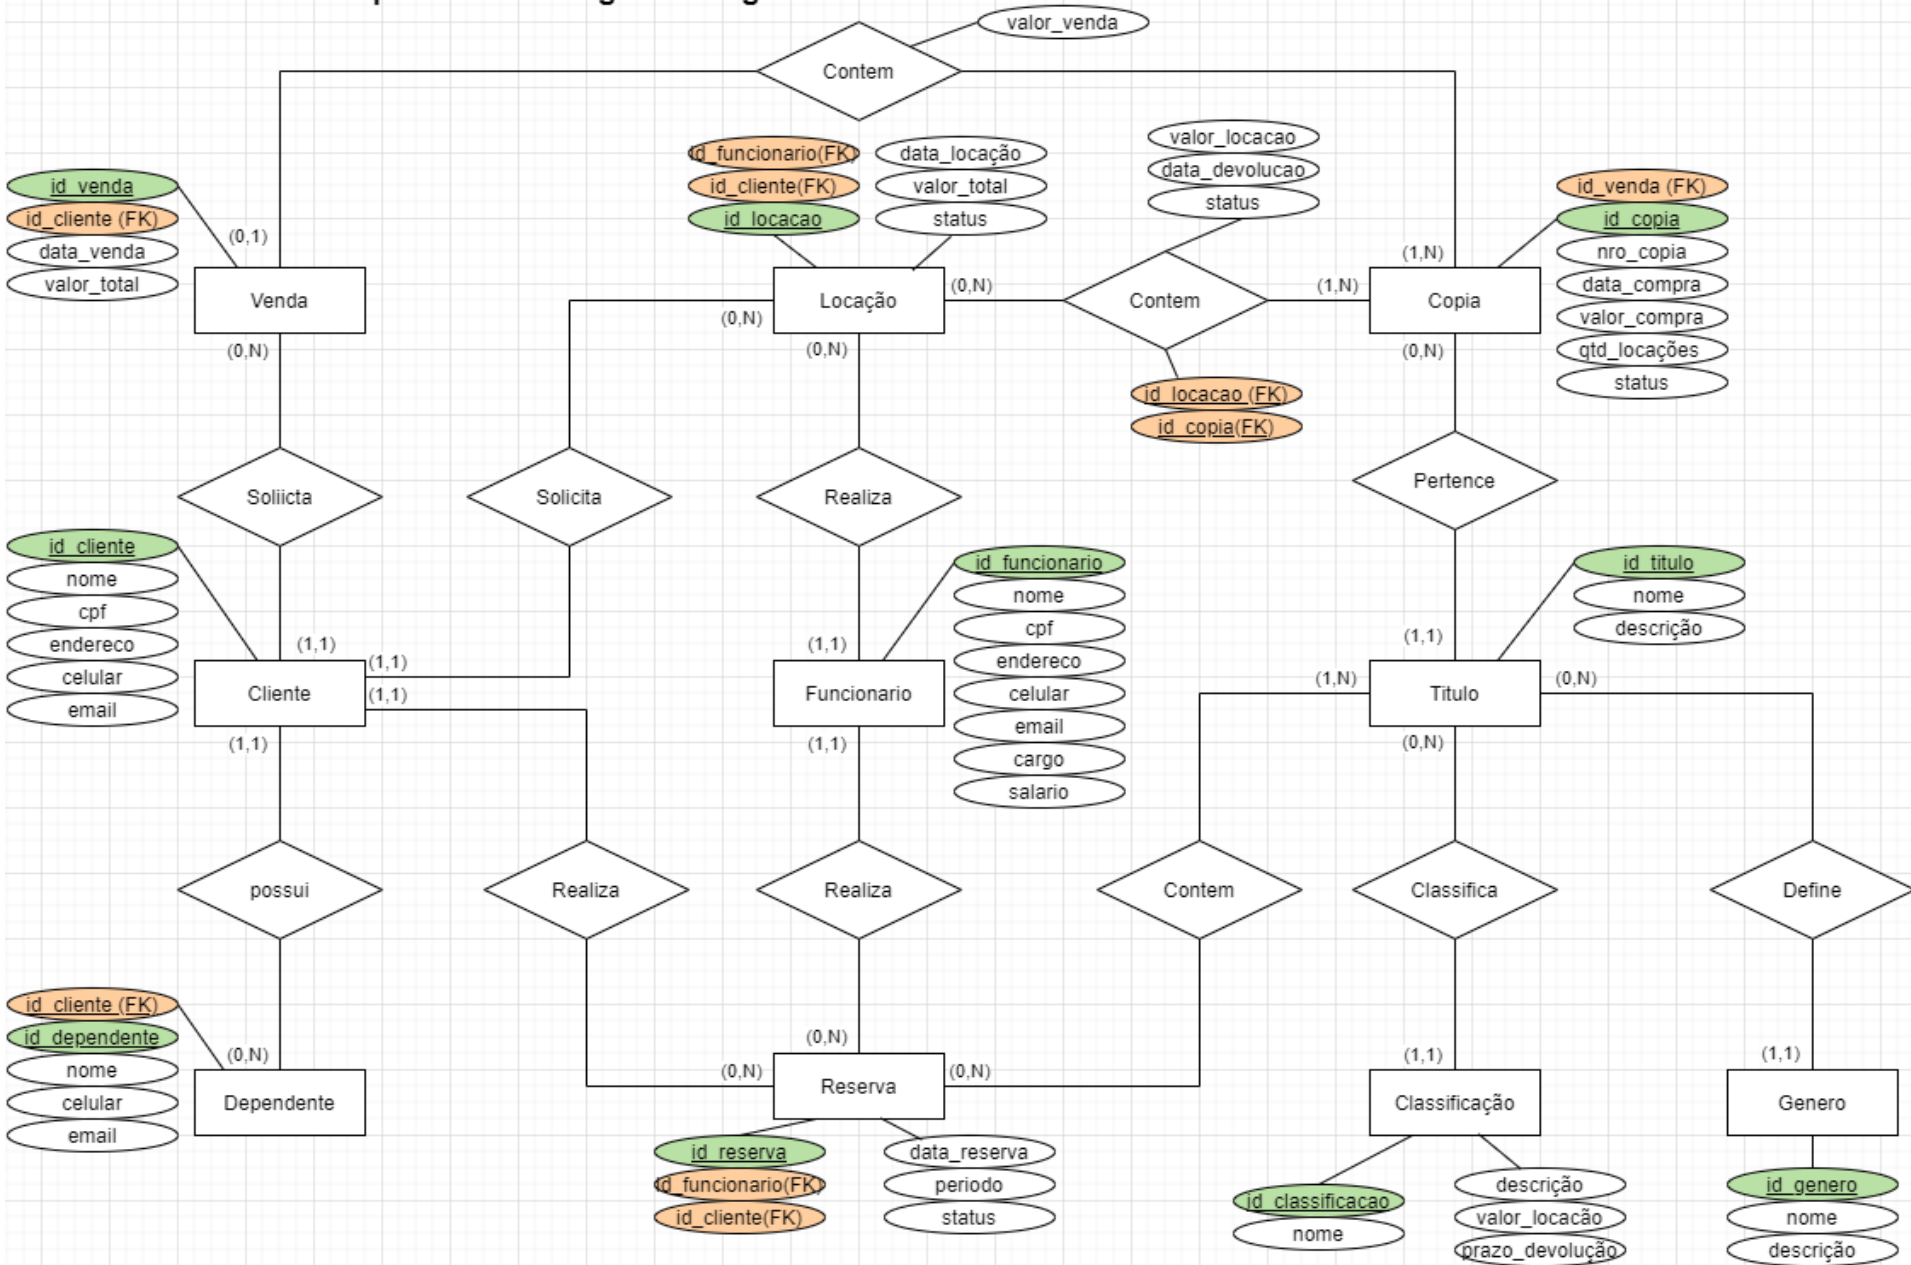 valor_venda
Contem
id_funcionario(FK)
id_cliente(FK)
id_locacao
data_locação
valor_total
status
valor_locacao
data_devolucao
status
id_venda
id_cliente (FK)
data_venda
valor_total
id_venda (FK)
id_copia
nro_copia
data_compra
valor_compra
qtd_locações
status
(0,1)
Venda
(0,N)
Locação
(0,N)
(0,N)
(0,N)
Contem
(1,N)
(1,N)
Copia
(0,N)
id_locacao (FK)
id_copia(FK)
Soliicta
Solicita
Realiza
Pertence
id_cliente
nome
cpf
endereco
celular
email
(1,1)
(1,1)
(1,1)
Cliente
(1,1)
id_funcionario
nome
cpf
endereco
celular
email
cargo
salario
(1,1)
Funcionario
(1,1)
id_titulo
nome
descrição
(1,1)
(1,N)
Titulo
(0,N)
(0,N)
possui
Realiza
Realiza
Contem
Classifica
Define
id_cliente (FK)
id_dependente
nome
celular
email
(0,N)
Dependente
(0,N)
(0,N)
Reserva
(0,N)
(1,1)
Classificação
(1,1)
Genero
id_reserva
id_funcionario(FK)
id_cliente(FK)
data_reserva
periodo
status
id_classificacao
nome
descrição
valor_locacão
prazo_devolução
id_genero
nome
descrição